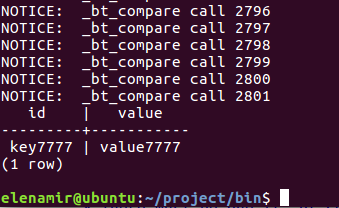 NOTICE:  _bt_compare call 2796
NOTICE:  _bt_compare call 2797
NOTICE:  _bt_compare call 2798
NOTICE:  _bt_compare call 2799
NOTICE:  _bt_compare call 2800
NOTICE:  _bt_compare call 2801
   id    |   value
---------+-----------
 key7777 | value7777
(1 row)
elenamir@ubuntu:~/project/bin$